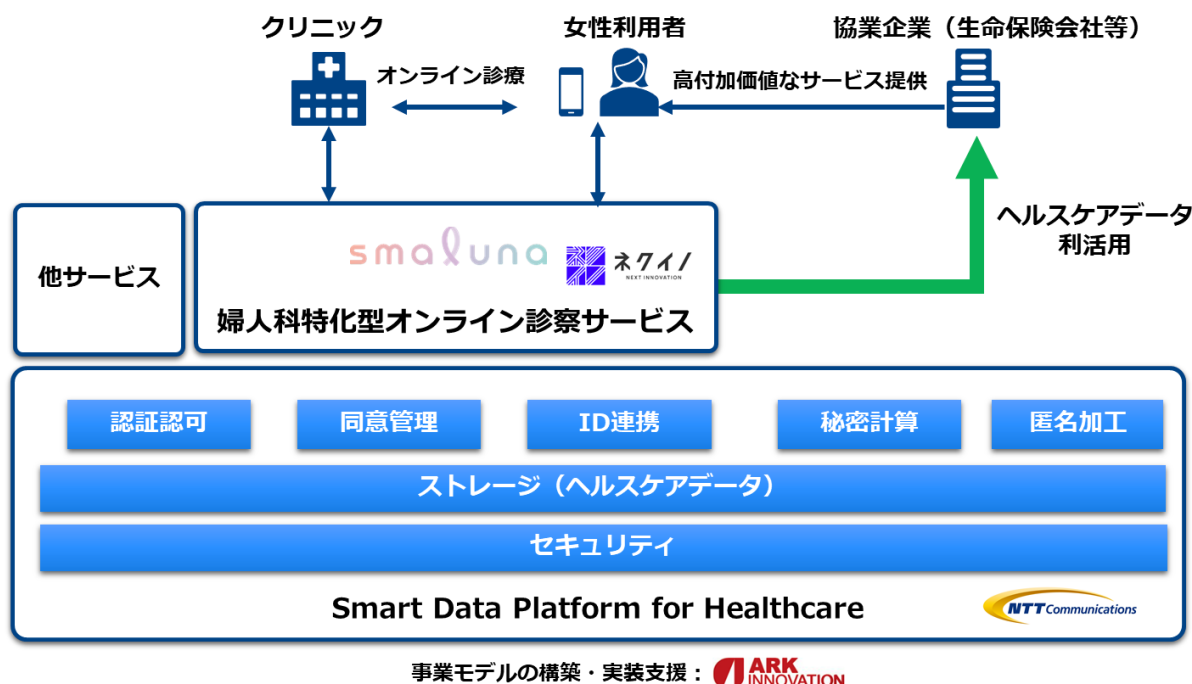 クリニック
女性利用者
協業企業（生命保険会社等）
オンライン診療
高付加価値なサービス提供
ヘルスケアデータ
利活用
他サービス
smaluna
ネクイノ
NEXT INNOVATION
婦人科特化型オンライン診察サービス
認証認可
同意管理
ID連携
秘密計算
匿名加工
ストレージ（ヘルスケアデータ）
セキュリティ
Smart Data Platform for Healthcare
NTT Communications
事業モデルの構築・実装支援：
ARK
INNOVATION